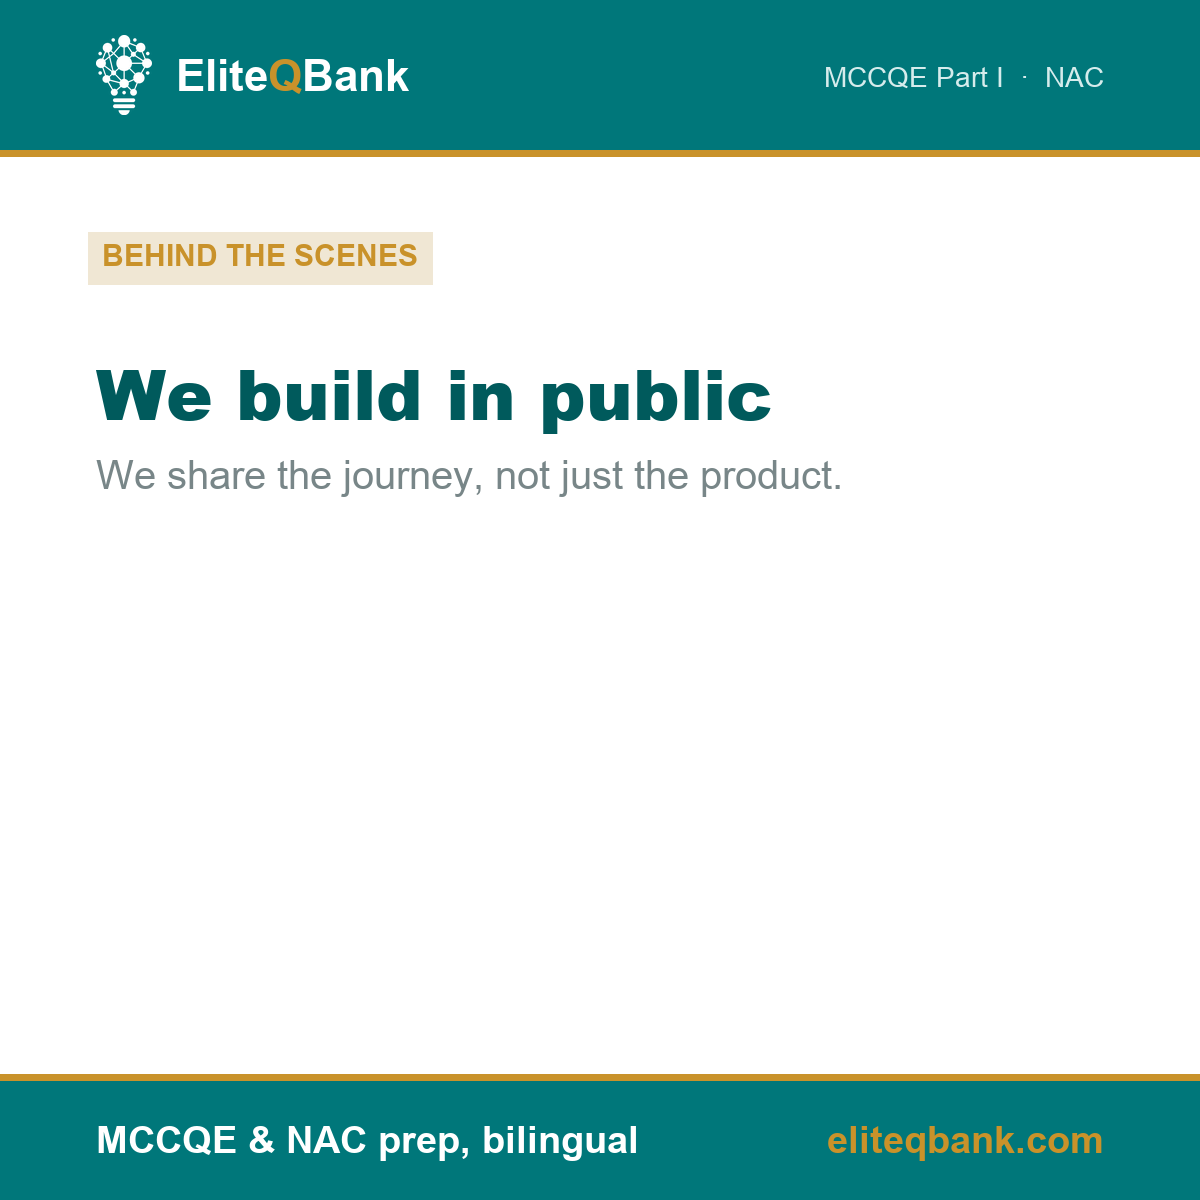 EliteQBank
MCCQE Part I · NAC
BEHIND THE SCENES
We build in public
We share the journey, not just the product.
MCCQE & NAC prep, bilingual
eliteqbank.com